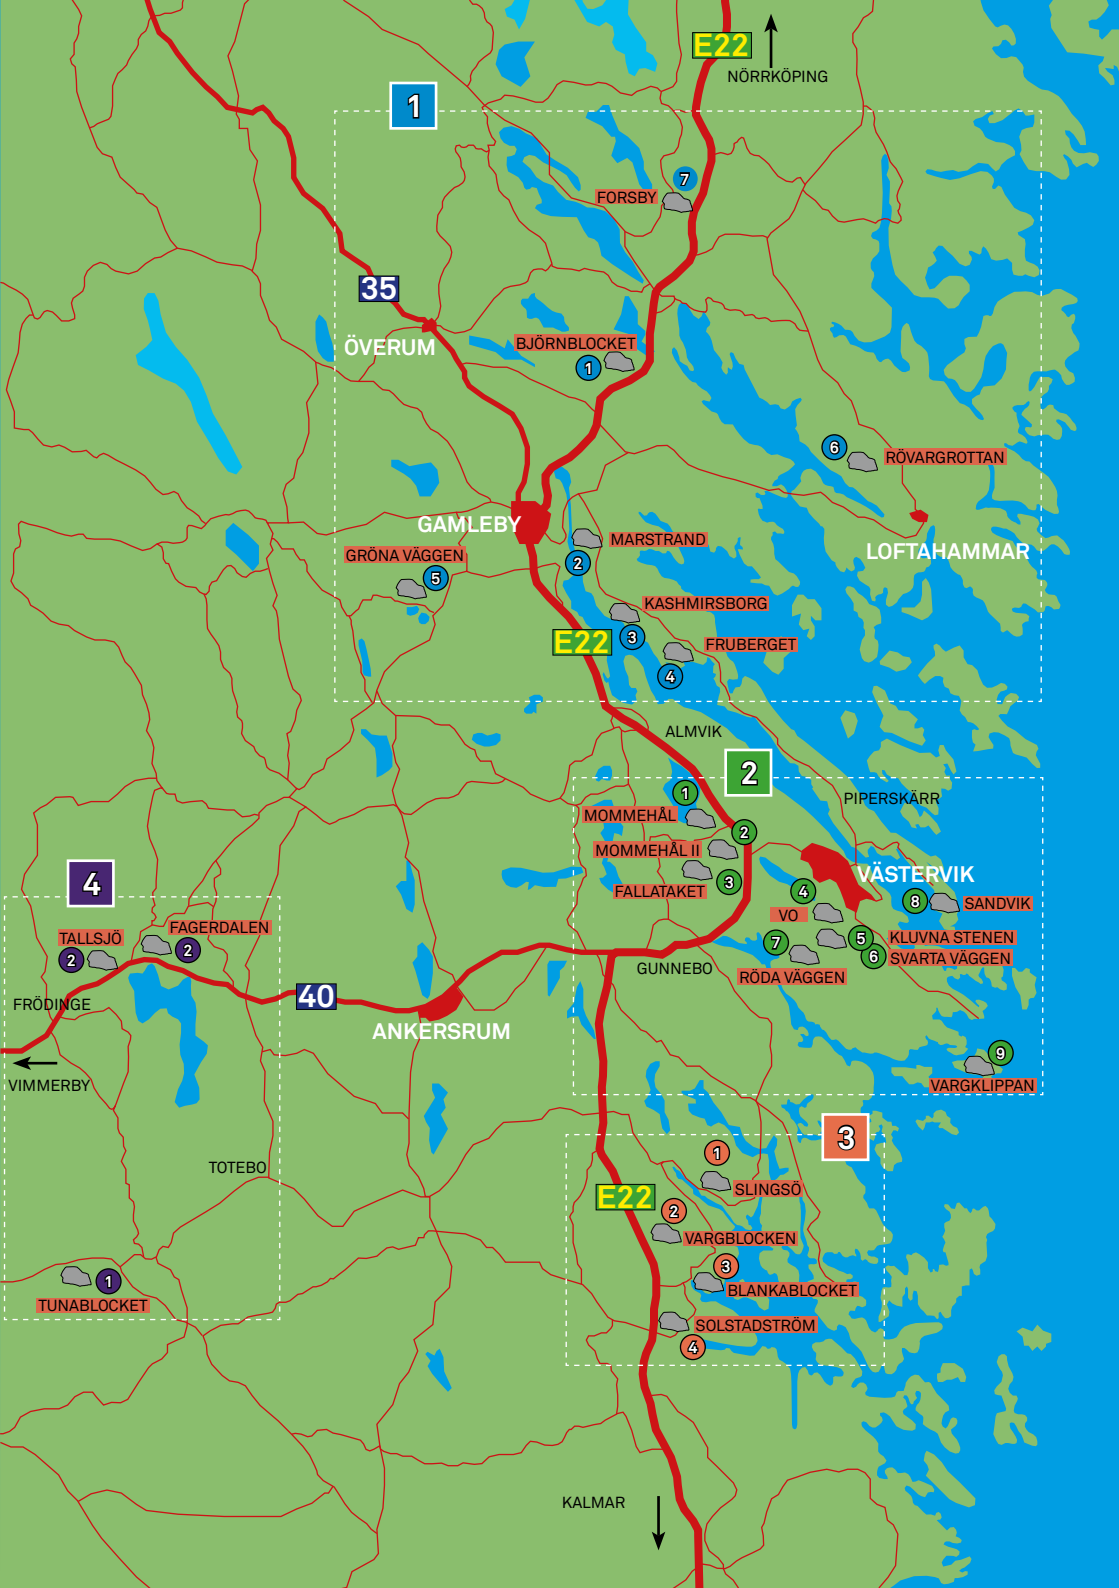 E22
NÖRRKÖPING
1
7
FORSBY
35
ÖVERUM
BJÖRNBLOCKET
1
6
RÖVARGROTTAN
GAMLEBY
MARSTRAND
2
LOFTAHAMMAR
GRÖNA VÄGGEN
5
KASHMIRSBORG
3
E22
FRUBERGET
4
ALMVIK
2
1
PIPERSKÄRR
MOMMEHÅL
2
MOMMEHÅL II
FALLATAKET
3
VÄSTERVIK
4
8
SANDVIK
VO
7
5
KLUVNA STENEN
6
SVARTA VÄGGEN
RÖDA VÄGGEN
GUNNEBO
4
FAGERDALEN
TALLSJÖ
2
2
FRÖDINGE
40
ANKERSRUM
VIMMERBY
9
VARGKLIPPAN
3
1
TOTEBO
SLINGSÖ
E22
2
VARGBLOCKEN
3
BLANKABLOCKET
1
TUNABLOCKET
SOLSTADSTRÖM
4
KALMAR